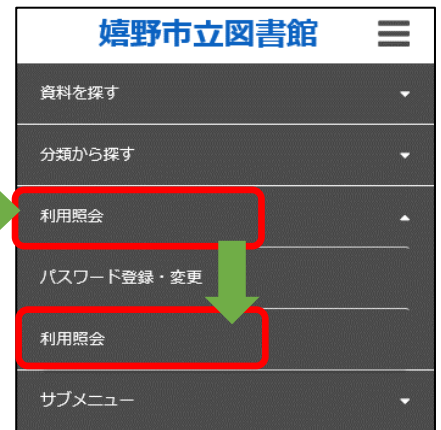 嬉野市立図書館
資料を探す
分類から探す
利用照会
パスワード登録・変更
利用照会
サブメニュー